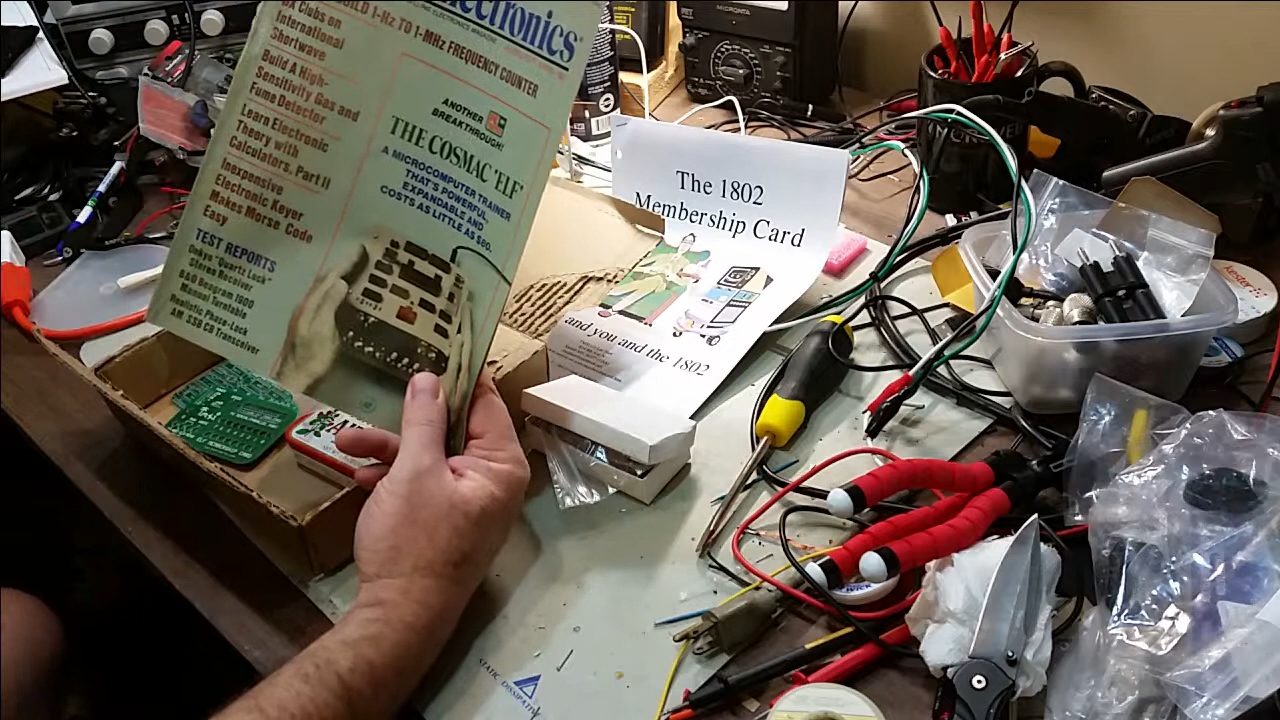 Electronics
BUILD 1-Hz TO 1-MHz FREQUENCY COUNTER
DX Clubs on
International
Shortwave
Build A High-
Sensitivity Gas and
Fume Detector
Learn Electronic
Theory with
Calculators, Part II
Inexpensive
Electronic Keyer
Makes Morse Code
Easy
TEST REPORTS
Onkyo "Quartz Lock"
Stereo Receiver
B&O Beogram 1900
Manual Turntable
Realistic Phase-Lock
AM/SSB CB Transceiver
ANOTHER
BREAKTHROUGH!
THE COSMAC 'ELF'
A MICROCOMPUTER TRAINER
THAT'S POWERFUL,
EXPANDABLE AND
COSTS AS LITTLE AS $80.
The 1802
Membership Card
and you and the 1802
MICRONTA
Kester
STATIC DISSIPATIV